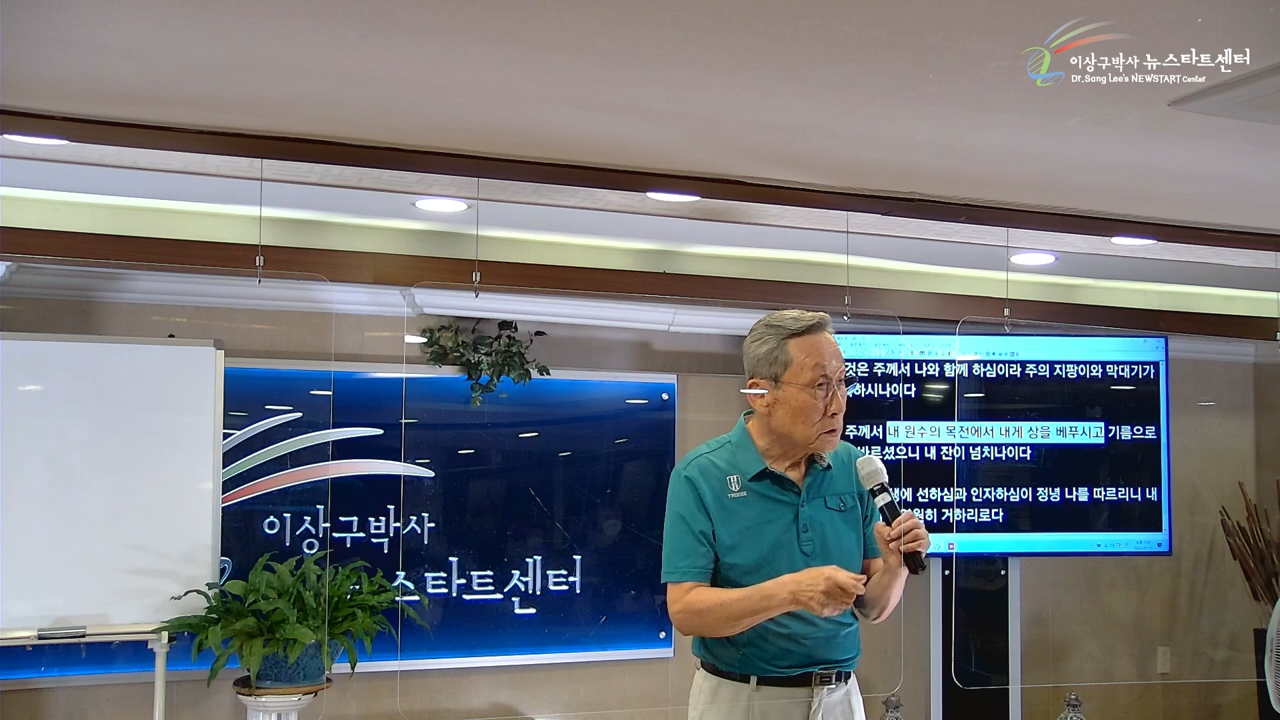 이상구박사 뉴스타트센터
Dr. Sang Lee's NEWSTART Center
것은 주께서 나와 함께 하심이라 주의 지팡이와 막대기가
하시나이다
주께서 내 원수의 목전에서 내게 상을 베푸시고 기름으로
바르셨으니 내 잔이 넘치나이다
에 선하심과 인자하심이 정녕 나를 따르리니 내
히 거하리로다
이상구박사
스타트센터